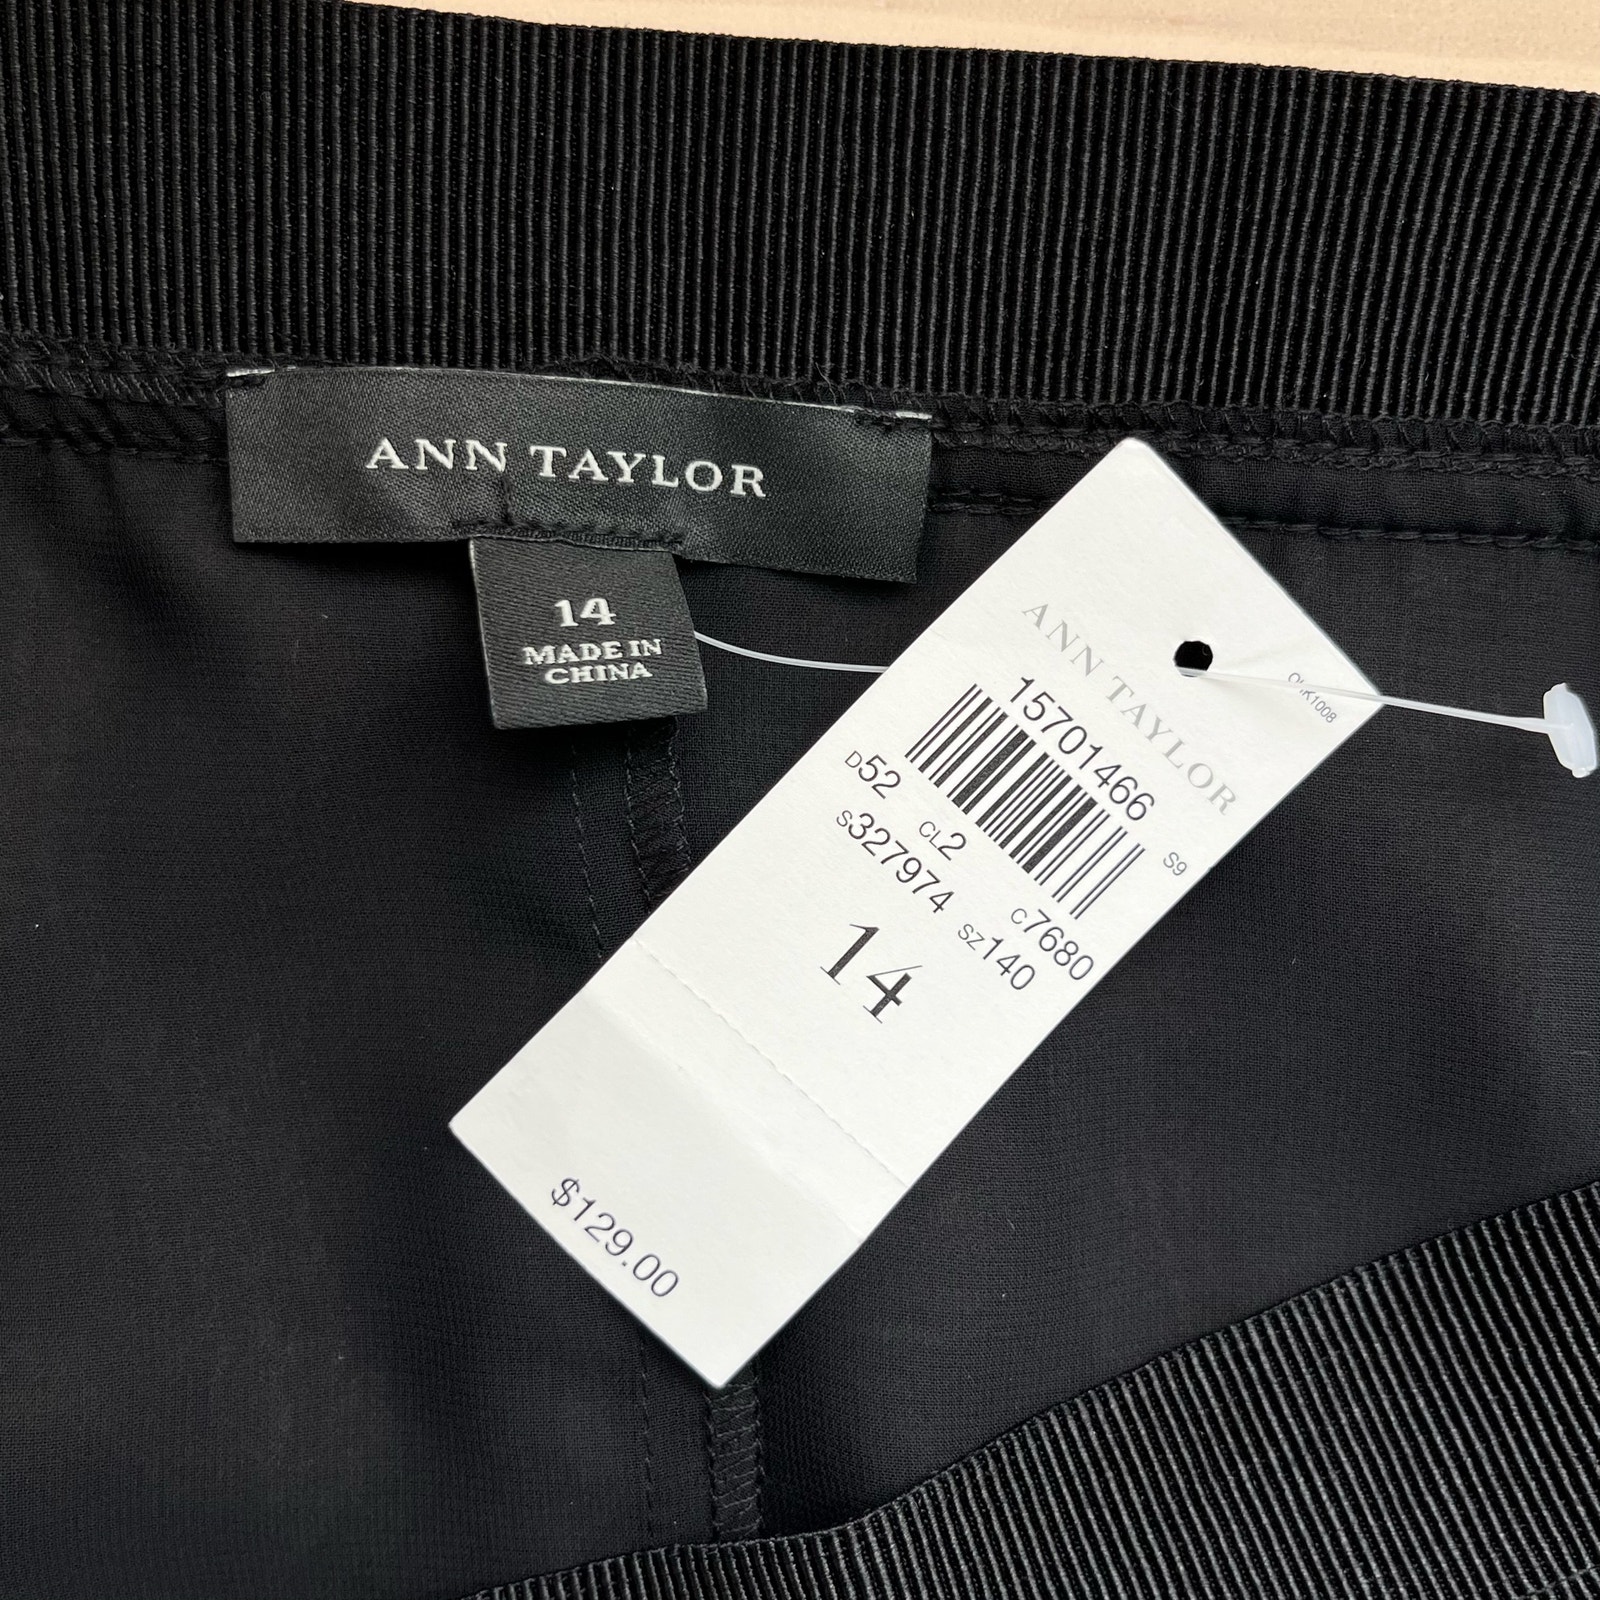 ANN TAYLOR
14
MADE IN
CHINA
ANN TAYLOR
15701466
S9
D52 CL2 C7680
S327974 SZ140
14
$129.00